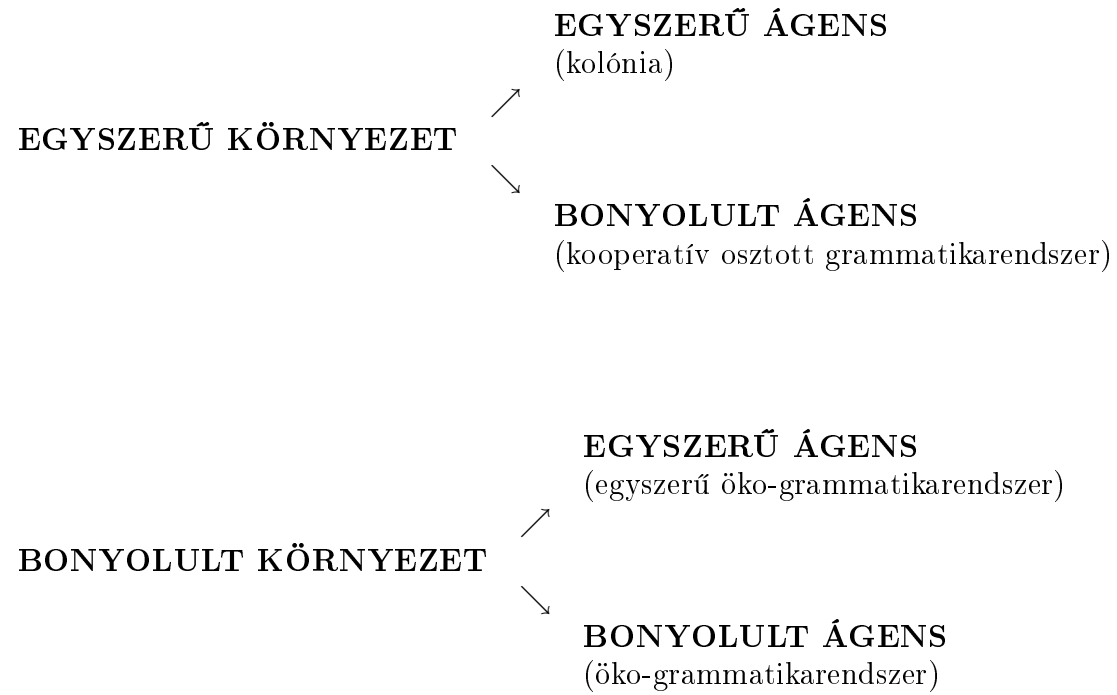 EGYSZERŰ ÁGENS
(kolónia)
EGYSZERŰ KÖRNYEZET
BONYOLULT ÁGENS
(kooperatív osztott grammatikarendszer)
EGYSZERŰ ÁGENS
(egyszerű öko-grammatikarendszer)
BONYOLULT KÖRNYEZET
BONYOLULT ÁGENS
(öko-grammatikarendszer)